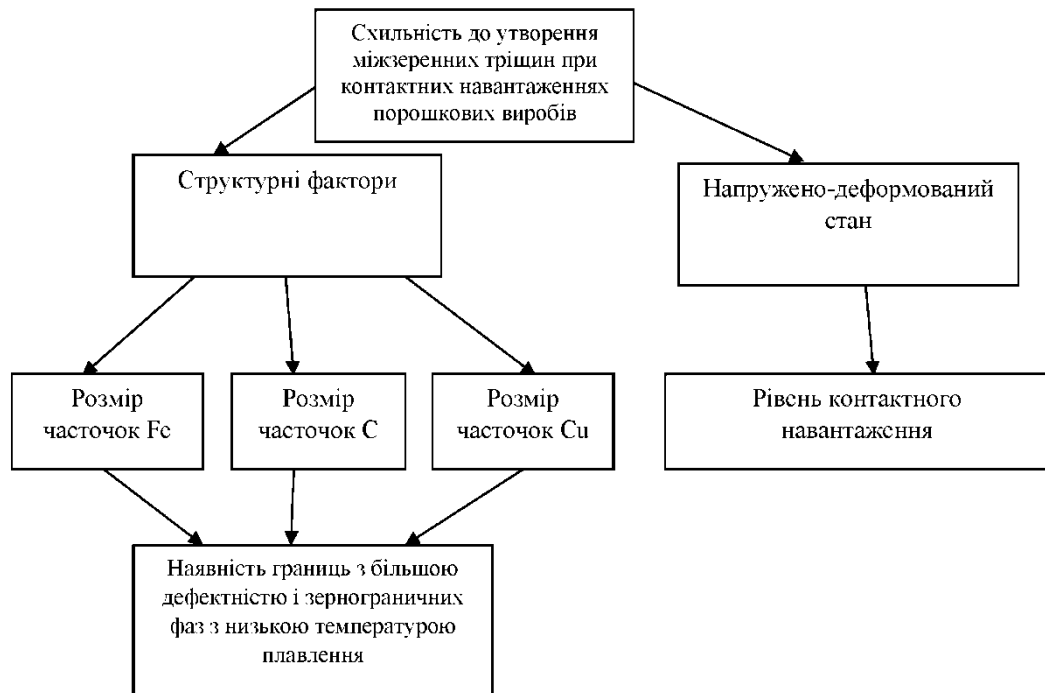 Схильність до утворення
міжзеренних тріщин при
контактних навантаженнях
порошкових виробів
Структурні фактори
Напружено-деформований
стан
Розмір
часточок Fe
Розмір
часточок C
Розмір
часточок Cu
Рівень контактного
навантаження
Наявність границь з більшою
дефектністю і зернограничних
фаз з низькою температурою
плавлення